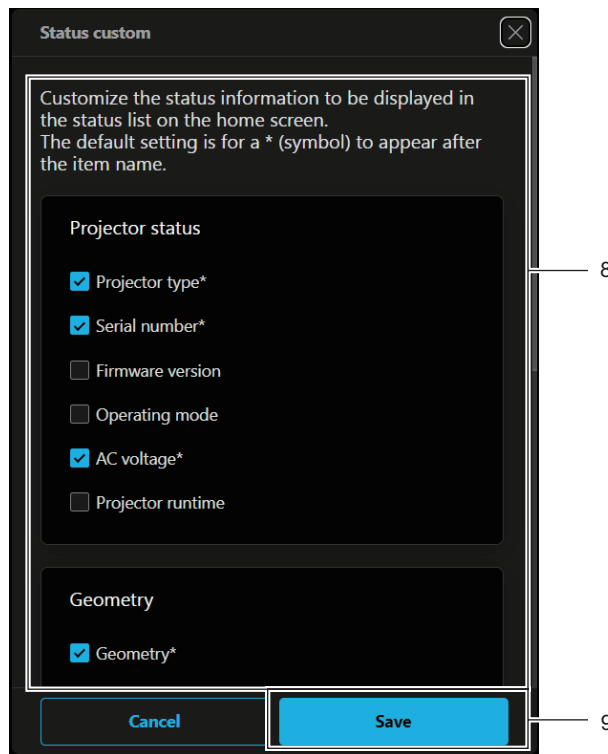 Status custom
Customize the status information to be displayed in
the status list on the home screen.
The default setting is for a * (symbol) to appear after
the item name.
Projector status
Projector type*
Serial number*
Firmware version
Operating mode
AC voltage*
Projector runtime
8
Geometry
Geometry*
Cancel
Save
9